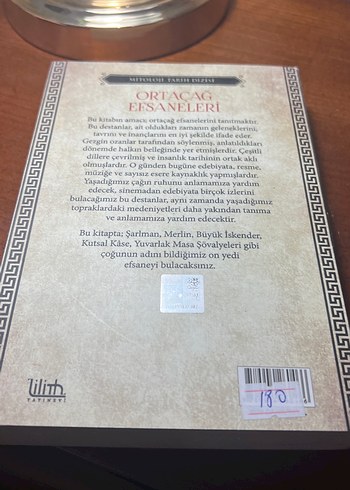 MİTOLOJİ TARİH DİZİSİ
ORTAÇAĞ
EFSANELERİ
Bu kitabın amacı; ortaçağ efsanelerini tanıtmaktır.
Bu destanlar, ait oldukları zamanın geleneklerini,
tavrını ve inançlarını en iyi şekilde ifade eder.
Gezgin ozanlar tarafından söylenmiş, anlatıldıkları
dönemde halkın belleğinde yer etmişlerdir. Çeşitli
dillere çevrilmiş ve insanlık tarihinin ortak aklı
olmuşlardır. O günden bugüne edebiyata, resme,
müziğe ve sayısız esere kaynaklık yapmışlardır.
Yaşadığımız çağın ruhunu anlamamıza yardım
edecek, sinemadan edebiyata birçok izlerini
bulacağımız bu destanlar, aynı zamanda yaşadığımız
topraklardaki medeniyetleri daha yakından tanıma
ve anlamamıza yardım edecektir.
Bu kitapta; Şarlman, Merlin, Büyük İskender,
Kutsal Kâse, Yuvarlak Masa Şövalyeleri gibi
çoğunun adını bildiğimiz on yedi
efsaneyi bulacaksınız.
Lilith
YAYINEVİ
180